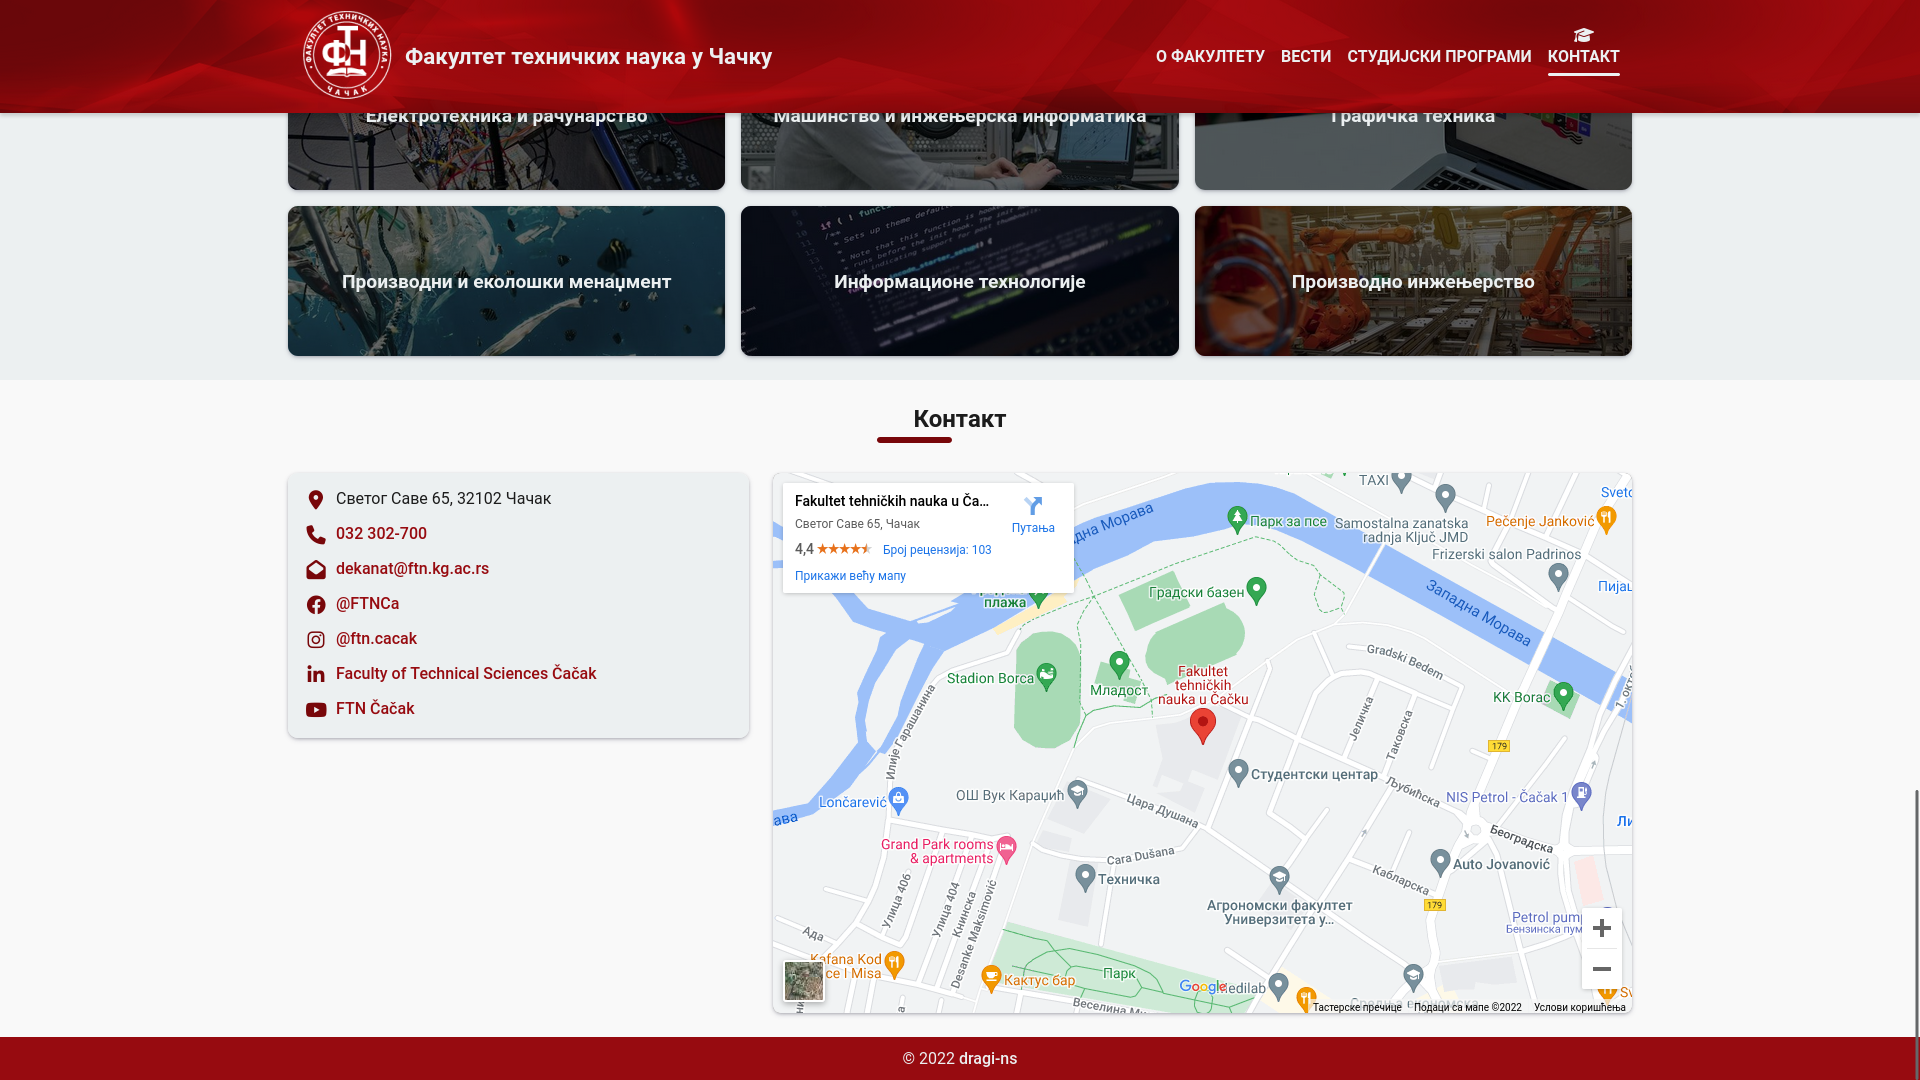 ФАКУЛТЕТ ТЕХНИЧКИХ НАУКА
ЧАЧАК
Факултет техничких наука у Чачку
О ФАКУЛТЕТУ
ВЕСТИ
СТУДИЈСКИ ПРОГРАМИ
КОНТАКТ
Електротехника и рачунарство
Машинство и инжењерска информатика
Графичка техника
Производни и еколошки менаџмент
Информационе технологије
Производно инжењерство
Контакт
Светог Саве 65, 32102 Чачак
032 302-700
dekanat@ftn.kg.ac.rs
@FTNCa
@ftn.cacak
Faculty of Technical Sciences Čačak
FTN Čačak
Fakultet tehničkih nauka u Ča...
Светог Саве 65, Чачак
4,4
Број рецензија: 103
Прикажи већу мапу
Путања
TAXI
Парк за псе
Samostalna zanatska
radnja Ključ JMD
Pečenje Janković
Frizerski salon Padrinos
плажа
Градски базен
Западна Морава
Gradski Bedem
Stadion Borca
Младост
Fakultet
tehničkih
nauka u Čačku
KK Borac
Илије Гарашанина
Јеличка
Таковска
179
Студентски центар
Љубићска
Lončarević
ОШ Вук Караџић
NIS Petrol - Čačak 1
Цара Душана
Београдска
Grand Park rooms
& apartments
Cara Dušana
Auto Jovanović
Техничка
Кабларска
Улица 406
Улица 404
Книнска
Desanke Maksimović
Агрономски факултет
Универзитета у...
179
Petrol pump
Бензинска пум
Ада
Kafana Kod
ce I Misa
Кактус бар
Парк
Google
Medilab
Веселина Ми
Тастерске пречице
Подаци са мапе ©2022
Услови коришћења
© 2022 dragi-ns